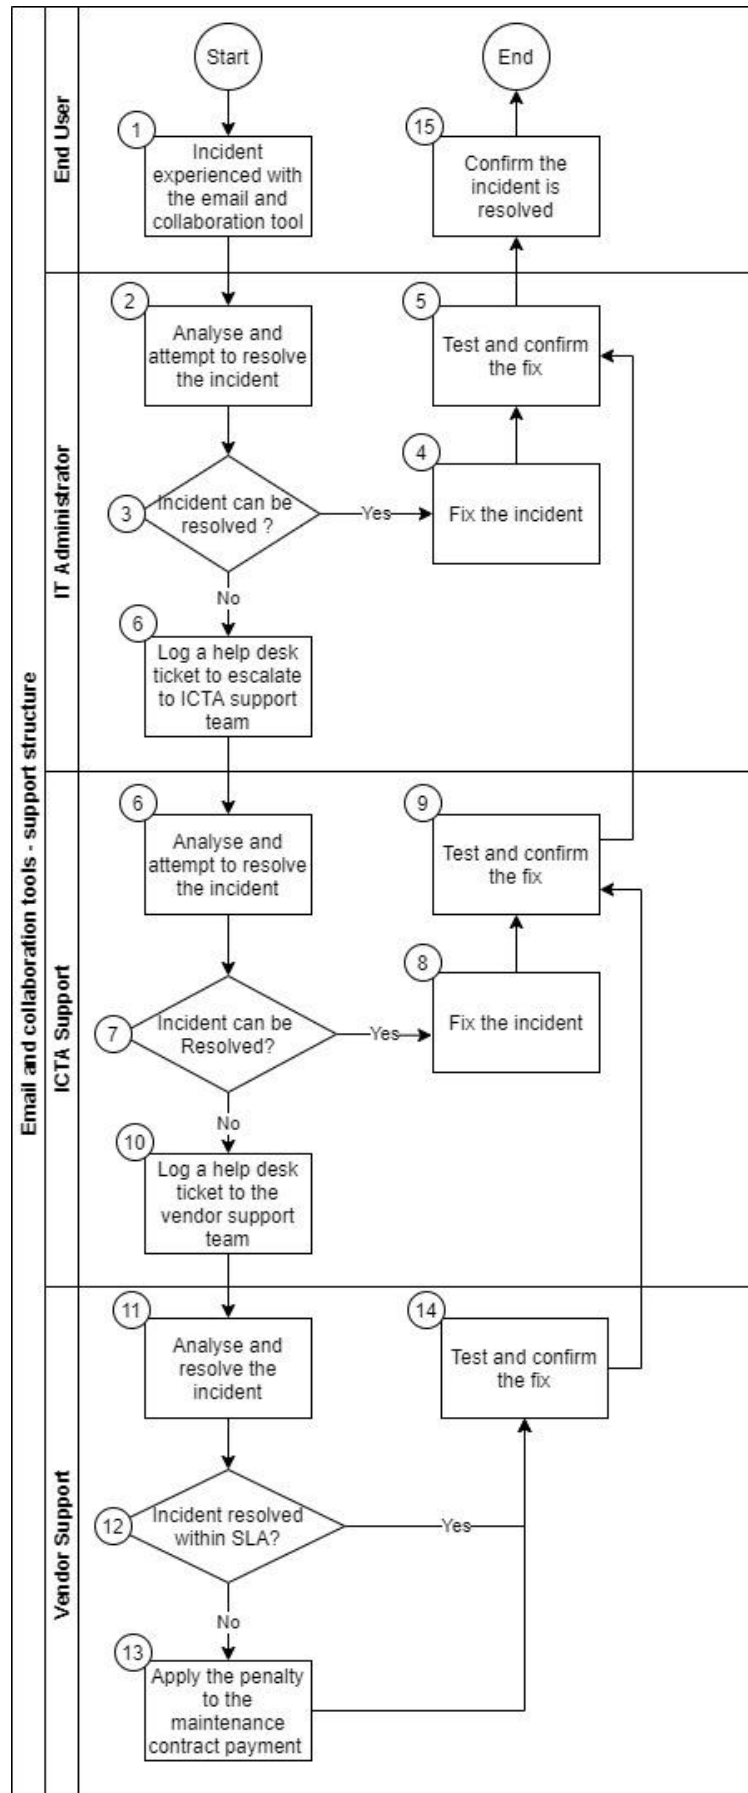 Email and collaboration tools - support structure
End User
Start
End
1
Incident
experienced with
the email and
collaboration tool
15
Confirm the
incident is
resolved
IT Administrator
2
Analyse and
attempt to resolve
the incident
5
Test and confirm
the fix
3
Incident can be
resolved ?
Yes
4
Fix the incident
No
6
Log a help desk
ticket to escalate
to ICTA support
team
ICTA Support
6
Analyse and
attempt to resolve
the incident
9
Test and confirm
the fix
7
Incident can be
Resolved?
Yes
8
Fix the incident
No
10
Log a help desk
ticket to the
vendor support
team
Vendor Support
11
Analyse and
resolve the
incident
14
Test and confirm
the fix
12
Incident resolved
within SLA?
Yes
No
13
Apply the penalty
to the
maintenance
contract payment